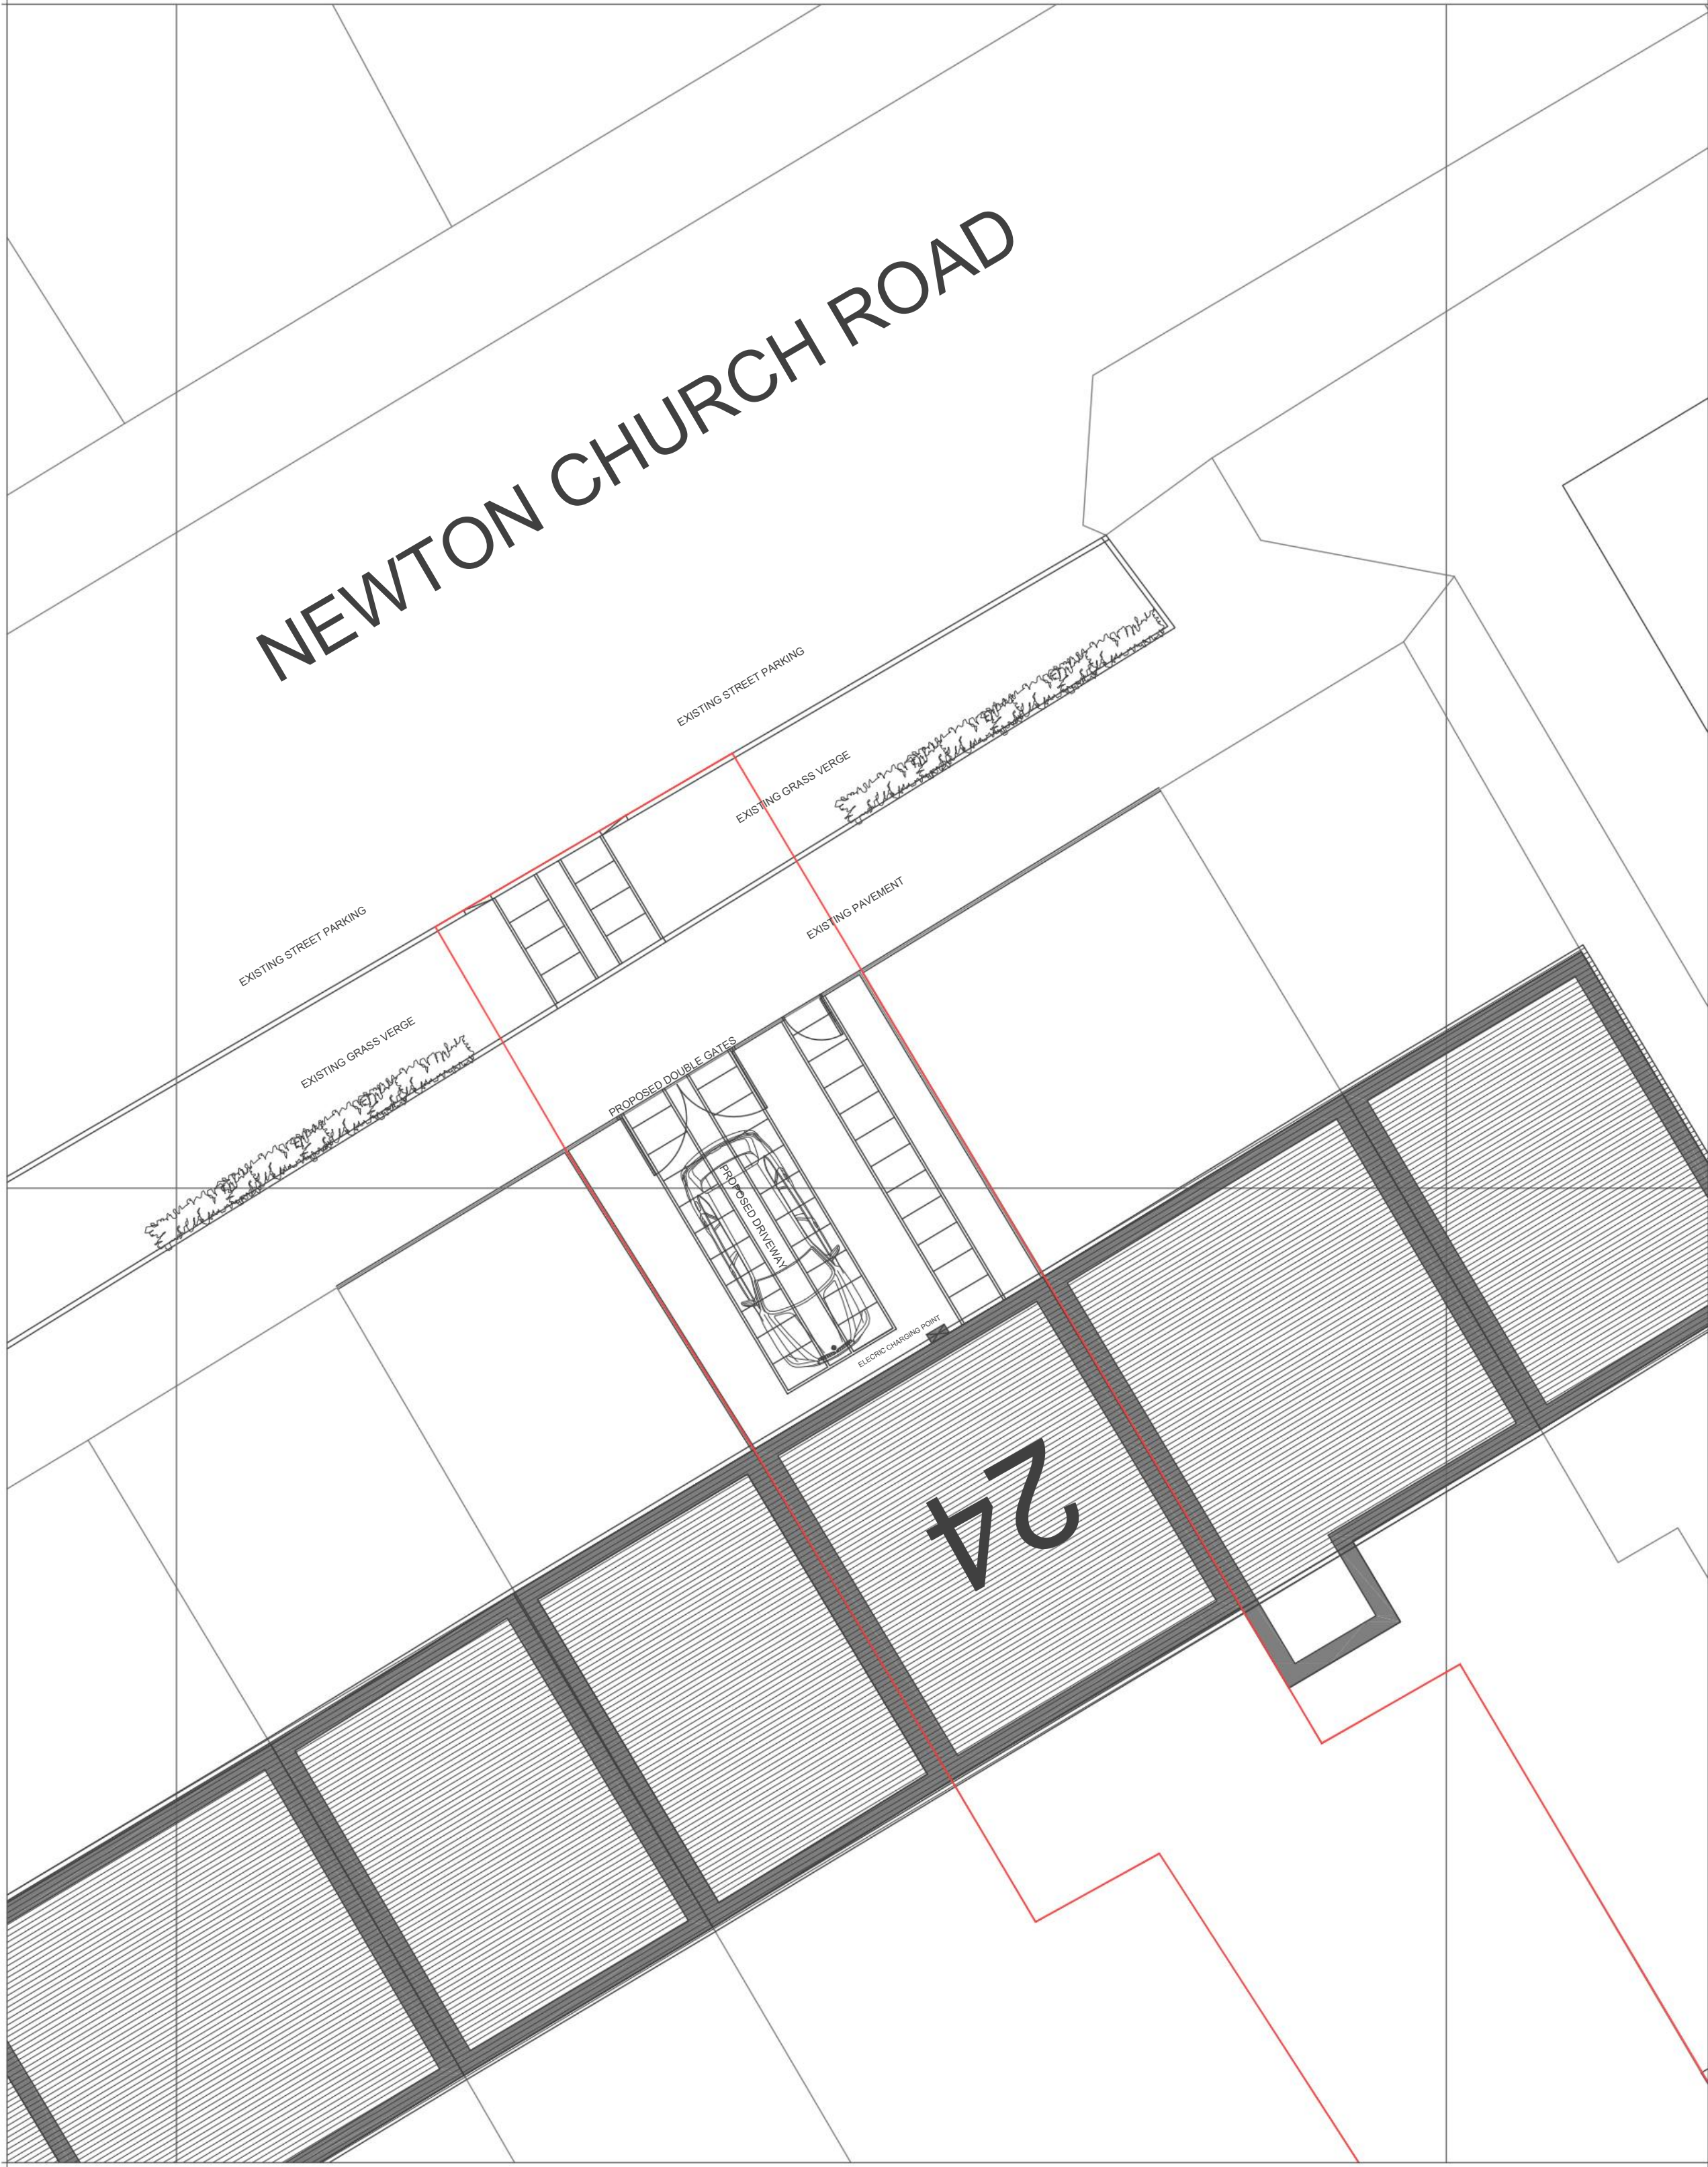 NEWTON CHURCH ROAD
EXISTING STREET PARKING
EXISTING GRASS VERGE
EXISTING PAVEMENT
EXISTING STREET PARKING
EXISTING GRASS VERGE
PROPOSED DOUBLE GATES
PROPOSED DRIVEWAY
ELECRIC CHARGING POINT
24